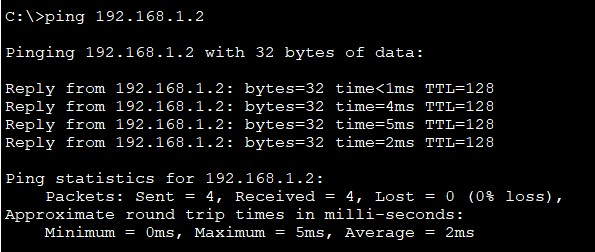 C:\>ping 192.168.1.2
Pinging 192.168.1.2 with 32 bytes of data:
Reply from 192.168.1.2: bytes=32 time<1ms TTL=128
Reply from 192.168.1.2: bytes=32 time=4ms TTL=128
Reply from 192.168.1.2: bytes=32 time=5ms TTL=128
Reply from 192.168.1.2: bytes=32 time=2ms TTL=128
Ping statistics for 192.168.1.2:
Packets: Sent = 4, Received = 4, Lost = 0 (0% loss),
Approximate round trip times in milli-seconds:
Minimum = 0ms, Maximum = 5ms, Average = 2ms